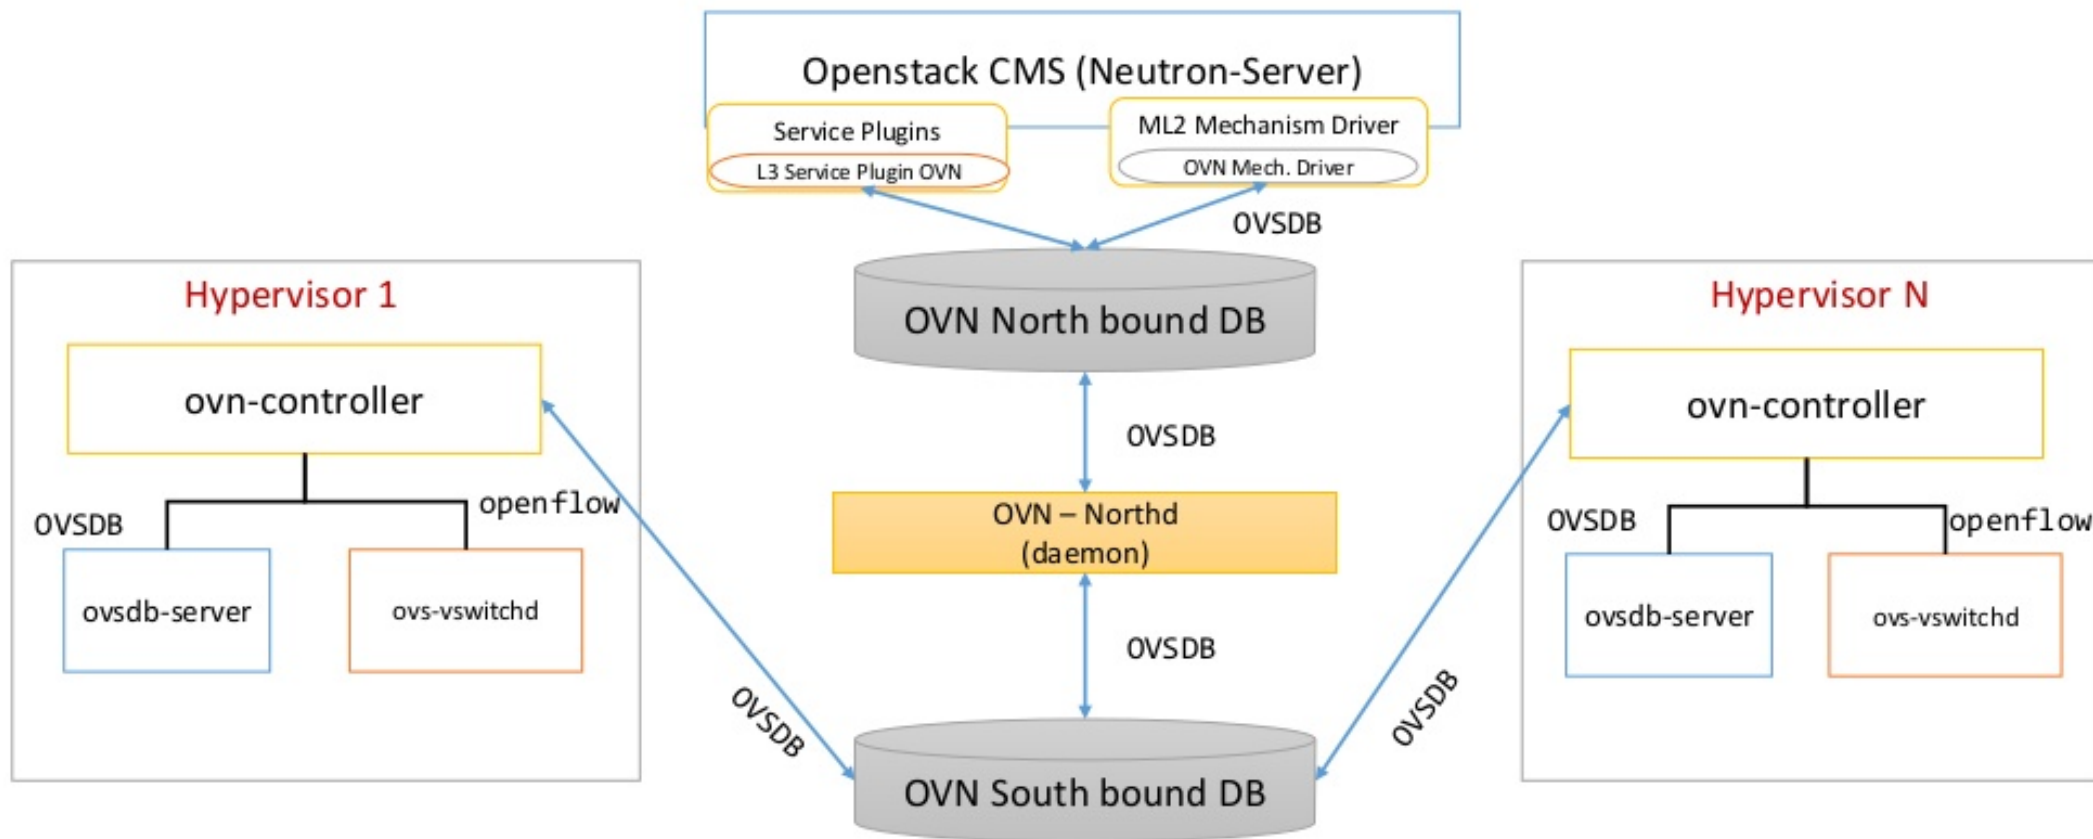 Openstack CMS (Neutron-Server)
Service Plugins
L3 Service Plugin OVN
ML2 Mechanism Driver
OVN Mech. Driver
OVSDB
OVN North bound DB
OVSDB
OVN – Northd
(daemon)
OVSDB
OVN South bound DB
Hypervisor 1
ovn-controller
OVSDB
openflow
ovsdb-server
ovs-vswitchd
OVSDB
Hypervisor N
ovn-controller
OVSDB
openflow
ovsdb-server
ovs-vswitchd
OVSDB